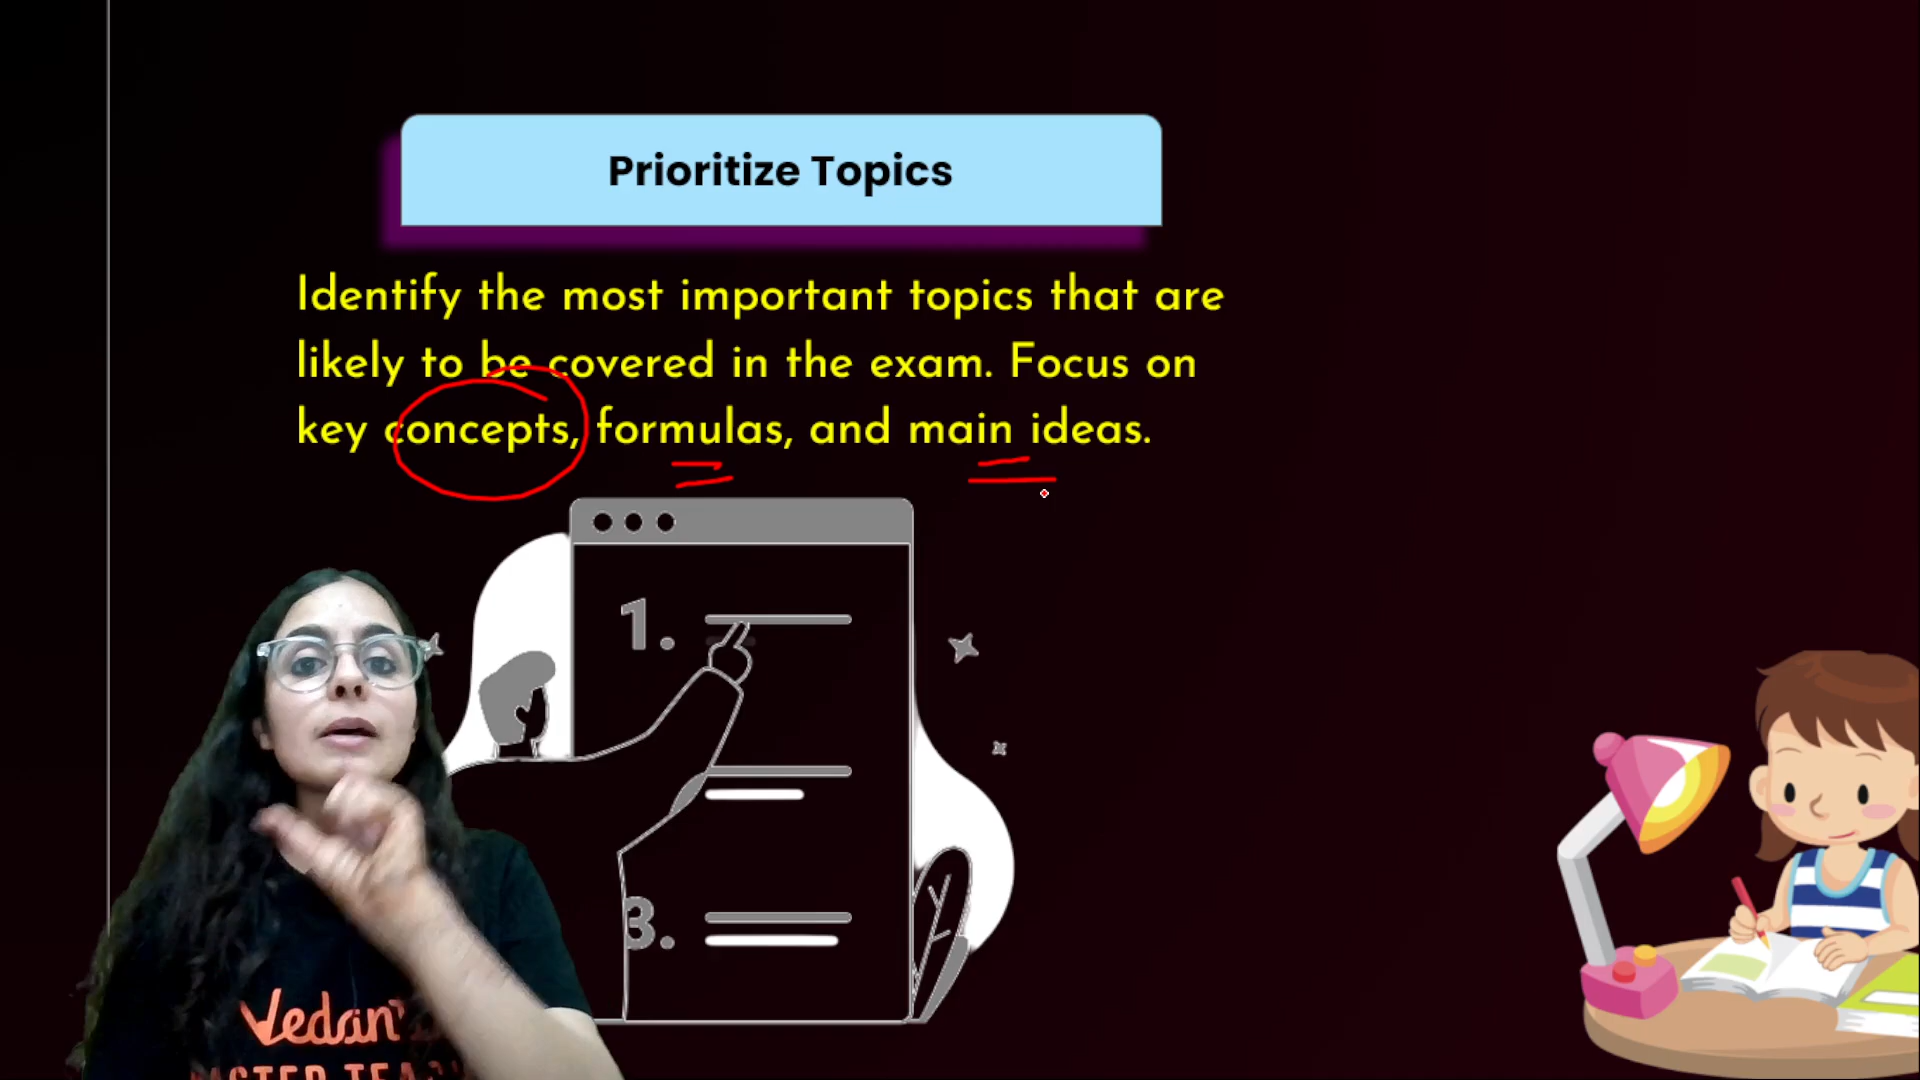 Prioritize Topics
Identify the most important topics that are
likely to be covered in the exam. Focus on
key concepts, formulas, and main ideas.
1.
3.